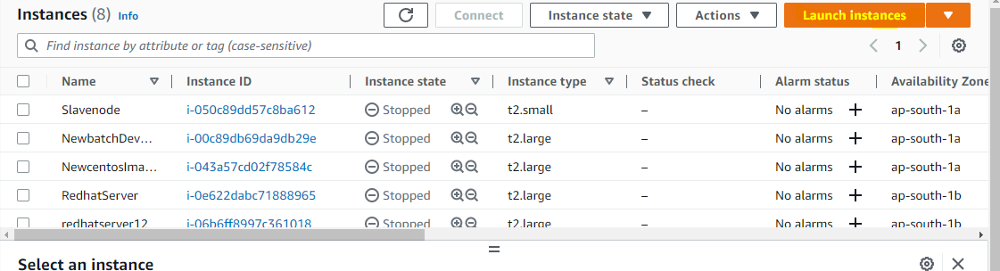 Instances (8) Info Connect Instance state Actions Launch instances
Find instance by attribute or tag (case-sensitive) 1
Name Instance ID Instance state Instance type Status check Alarm status Availability Zone
Slavenode i-050c89dd57c8ba612 Stopped t2.small – No alarms + ap-south-1a
NewbatchDev... i-00c89db69da9db29e Stopped t2.large – No alarms + ap-south-1a
NewcentosIma... i-043a57cd02f78584c Stopped t2.large – No alarms + ap-south-1a
RedhatServer i-0e622dabc71888965 Stopped t2.large – No alarms + ap-south-1b
redhatserver12 i-06b6ff8997c361018 Stopped t2.large – No alarms + ap-south-1b
Select an instance